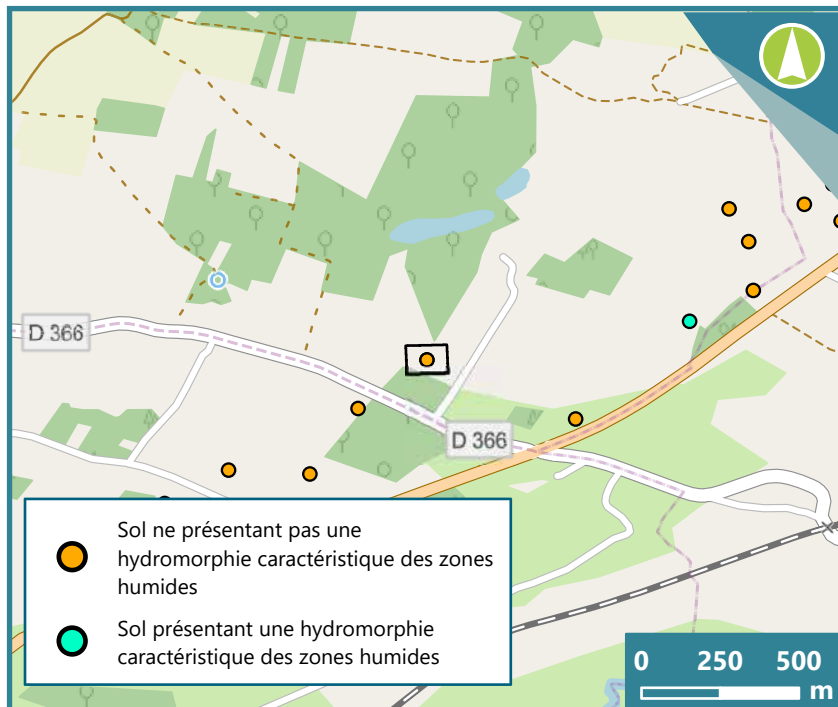 D 366
D 366
Sol ne présentant pas une
hydromorphie caractéristique des zones
humides
Sol présentant une hydromorphie
caractéristique des zones humides
0 250 500
m